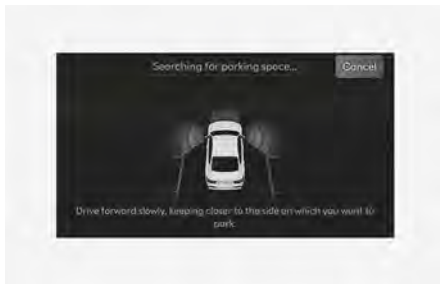 Searching for parking space...
Cancel
Drive forward slowly, keeping closer to the side on which you want to
park.